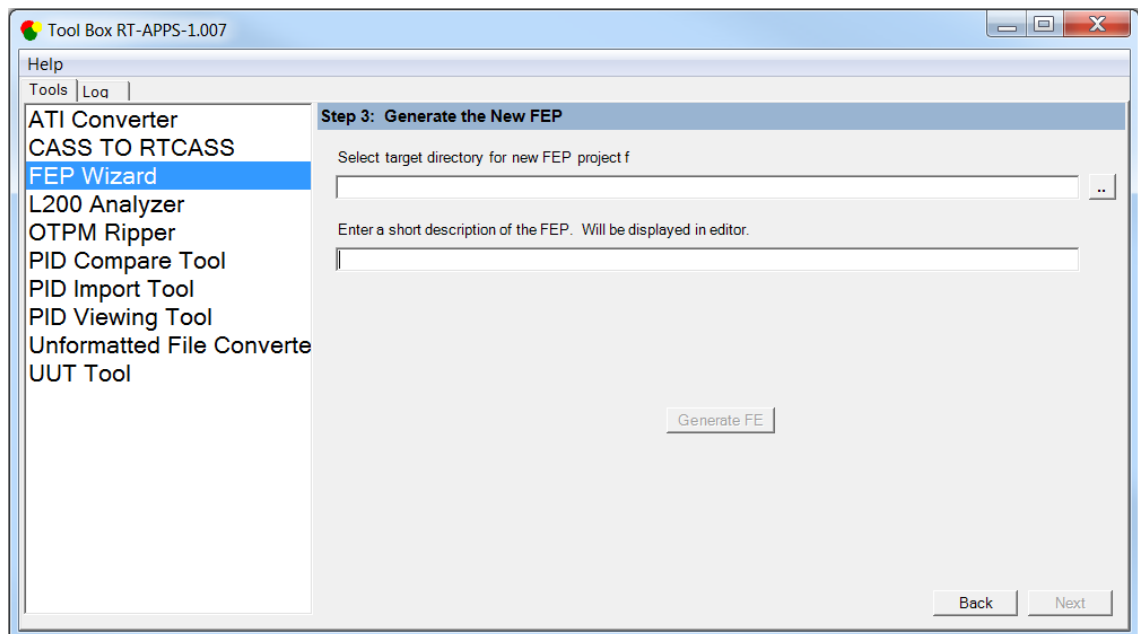 Tool Box RT-APPS-1.007
Help
Tools Log
ATI Converter
CASS TO RTCASS
FEP Wizard
L200 Analyzer
OTPM Ripper
PID Compare Tool
PID Import Tool
PID Viewing Tool
Unformatted File Converte
UUT Tool
Step 3: Generate the New FEP
Select target directory for new FEP project f
..
Enter a short description of the FEP. Will be displayed in editor.
Generate FE
Back Next